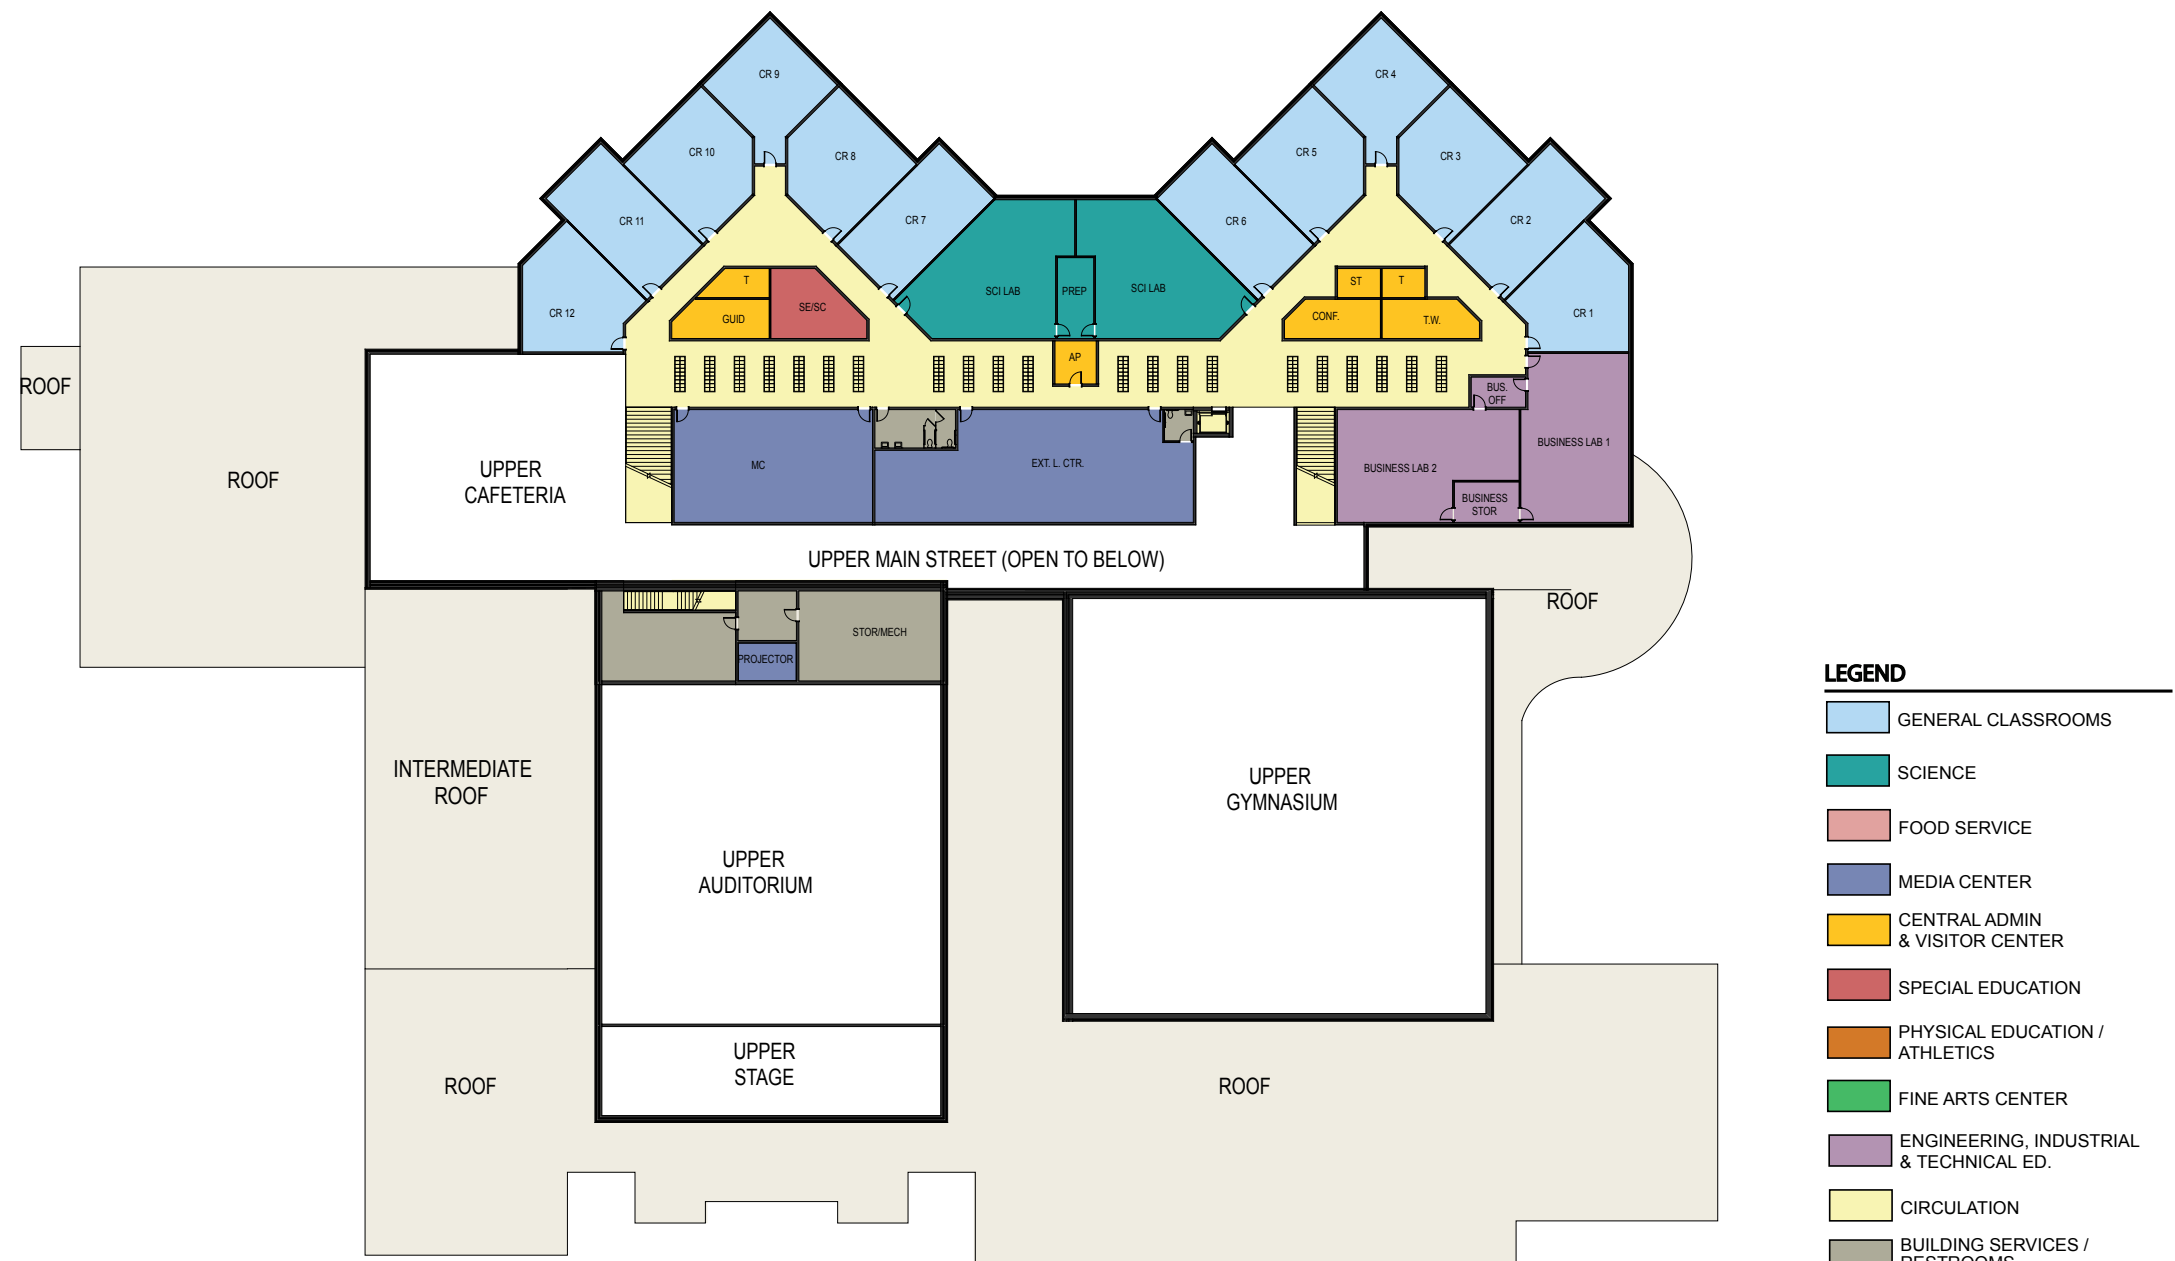 CR 9
CR 4
CR 10
CR 8
CR 5
CR 3
CR 11
CR 7
CR 6
CR 2
CR 12
T
GUID
SE/SC
SCI LAB
PREP
SCI LAB
ST
T
CONF.
T.W.
CR 1
AP
BUS.
OFF
ROOF
ROOF
UPPER
CAFETERIA
MC
EXT. L. CTR.
BUSINESS LAB 2
BUSINESS LAB 1
BUSINESS
STOR
UPPER MAIN STREET (OPEN TO BELOW)
ROOF
STOR/MECH
PROJECTOR
INTERMEDIATE
ROOF
UPPER
AUDITORIUM
UPPER
GYMNASIUM
UPPER
STAGE
ROOF
ROOF
LEGEND
GENERAL CLASSROOMS
SCIENCE
FOOD SERVICE
MEDIA CENTER
CENTRAL ADMIN
& VISITOR CENTER
SPECIAL EDUCATION
PHYSICAL EDUCATION /
ATHLETICS
FINE ARTS CENTER
ENGINEERING, INDUSTRIAL
& TECHNICAL ED.
CIRCULATION
BUILDING SERVICES /
RESTROOMS